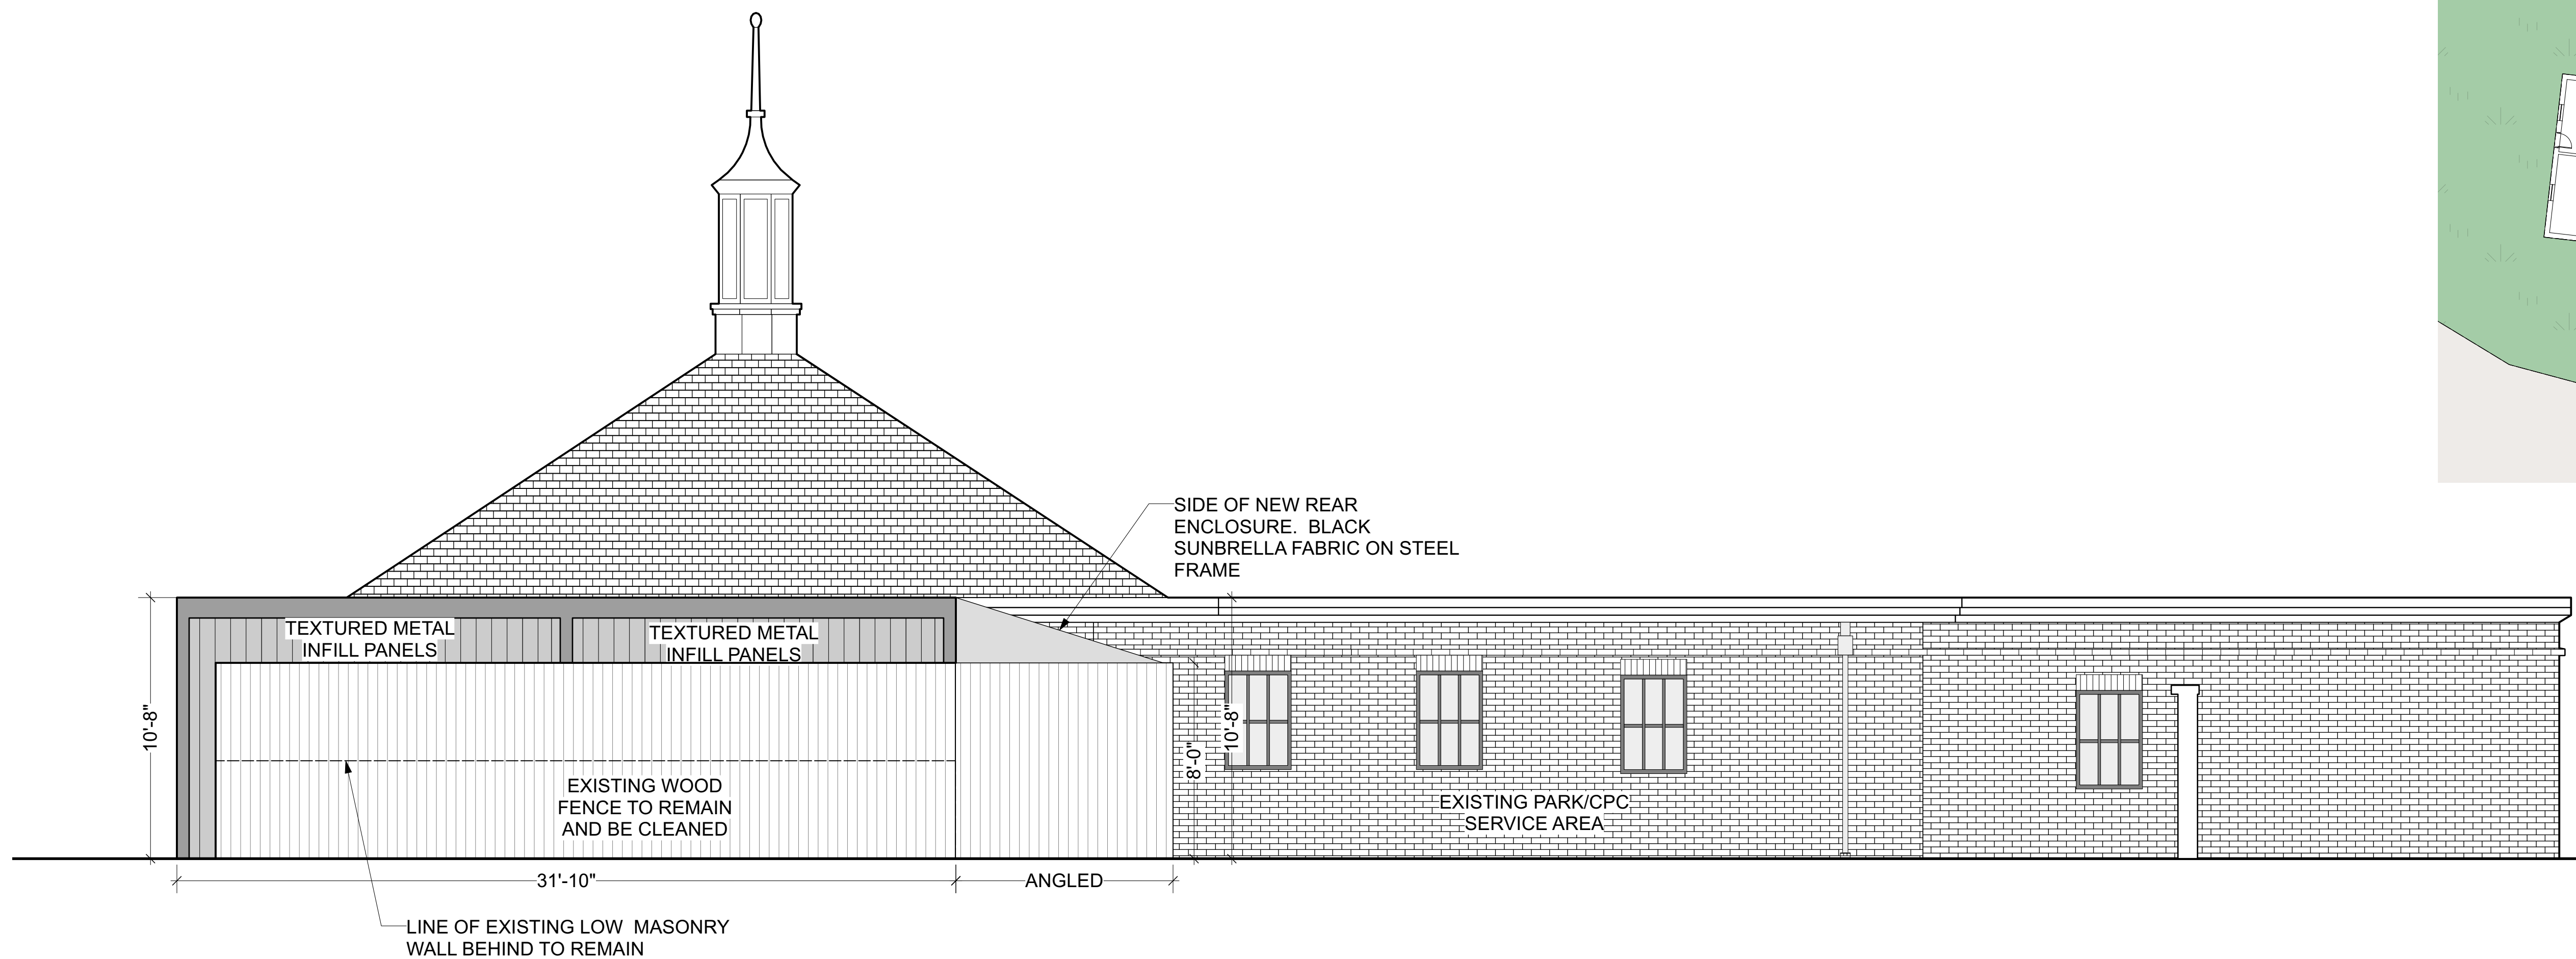 SIDE OF NEW REAR
ENCLOSURE.  BLACK
SUNBRELLA FABRIC ON STEEL
FRAME
TEXTURED METAL
INFILL PANELS
TEXTURED METAL
INFILL PANELS
10'-8"
10'-8"
8'-0"
EXISTING WOOD
FENCE TO REMAIN
AND BE CLEANED
EXISTING PARK/CPC
SERVICE AREA
31'-10"
ANGLED
LINE OF EXISTING LOW  MASONRY
WALL BEHIND TO REMAIN